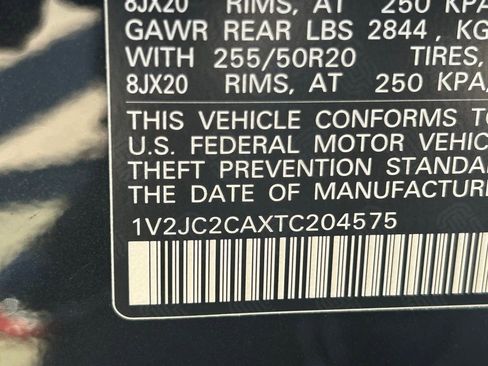 8JX20 RIMS, AT 250 KPA
GAWR REAR LBS 2844 , KG
WITH 255/50R20 TIRES,
8JX20 RIMS, AT 250 KPA/
THIS VEHICLE CONFORMS TO
U.S. FEDERAL MOTOR VEHIC
THEFT PREVENTION STANDA
THE DATE OF MANUFACTUR
1V2JC2CAXTC204575